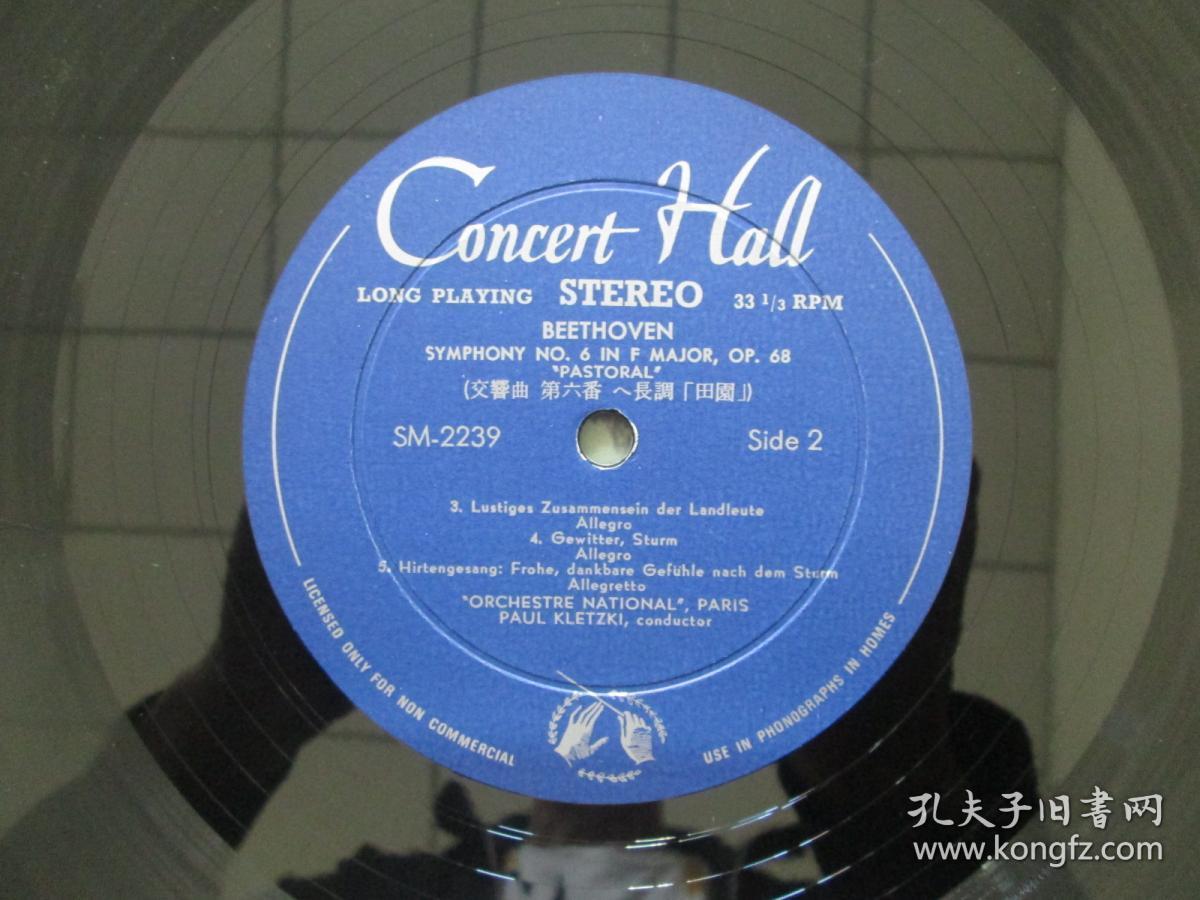 Concert Hall
LONG PLAYING STEREO 33 1/3 RPM
BEETHOVEN
SYMPHONY NO. 6 IN F MAJOR, OP. 68
"PASTORAL"
(交響曲 第六番 ヘ長調「田園」)
SM-2239 Side 2
3. Lustiges Zusammensein der Landleute
Allegro
4. Gewitter, Sturm
Allegro
5. Hirtengesang: Frohe, dankbare Gefühle nach dem Sturm
Allegretto
"ORCHESTRE NATIONAL", PARIS
PAUL KLETZKI, conductor
LICENSED ONLY FOR NON COMMERCIAL USE IN PHONOGRAPHS IN HOMES
孔夫子旧书网
www.kongfz.com